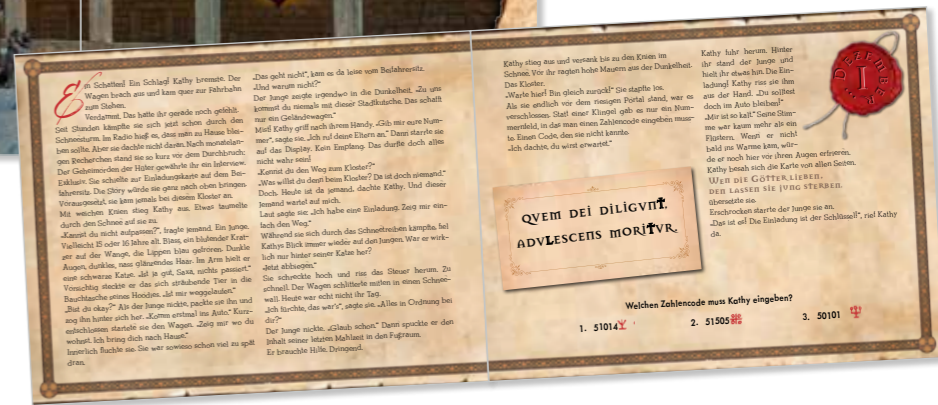 Ein Schatten! Ein Schlag! Kathy bremste. Der
Wagen brach aus und kam quer zur Fahrbahn
zum Stehen.
Verdammt. Das hatte ihr gerade noch gefehlt.
Seit Stunden kämpfte sie sich jetzt schon durch den
Schneesturm. Im Radio hieß es, dass man zu Hause blei-
ben sollte. Aber sie dachte nicht daran. Nach monatelan-
gen Recherchen stand sie so kurz vor dem Durchbruch:
Der Geheimorden der Hüter gewährte ihr ein Interview.
Exklusiv. Sie schielte zur Einladungskarte auf dem Bei-
fahrersitz. Die Story würde sie ganz nach oben bringen.
Vorausgesetzt, sie kam jemals bei diesem Kloster an.
Mit weichen Knien stieg Kathy aus. Etwas taumelte
durch den Schnee auf sie zu.
„Kannst du nicht aufpassen?“, fragte jemand. Ein Junge.
Vielleicht 15 oder 16 Jahre alt. Blass, ein blutender Krat-
zer auf der Wange, die Lippen blau gefroren. Dunkle
Augen, dunkles, nass glänzendes Haar. Im Arm hielt er
eine schwarze Katze. „Ist ja gut, Saxa, nichts passiert.“
Vorsichtig steckte er das sich sträubende Tier in die
Bauchtasche seines Hoodies. „Ist mir weggelaufen.“
„Bist du okay?“ Als der Junge nickte, packte sie ihn und
zog ihn hinter sich her. „Komm erstmal ins Auto.“ Kurz-
entschlossen startete sie den Wagen. „Zeig mir wo du
wohnst. Ich bring dich nach Hause.“
Innerlich fluchte sie. Sie war sowieso schon viel zu spät
dran.
„Das geht nicht“, kam es da leise vom Beifahrersitz.
„Und warum nicht?“
Der Junge zeigte irgendwo in die Dunkelheit. „Zu uns
kommst du niemals mit dieser Stadtkutsche. Das schafft
nur ein Geländewagen.“
Mist! Kathy griff nach ihrem Handy. „Gib mir eure Num-
mer“, sagte sie. „Ich ruf deine Eltern an.“ Dann starrte sie
auf das Display. Kein Empfang. Das durfte doch alles
nicht wahr sein!
„Kennst du den Weg zum Kloster?“
„Was willst du denn beim Kloster? Da ist doch niemand.“
Doch. Heute ist da jemand, dachte Kathy. Und dieser
Jemand wartet auf mich.
Laut sagte sie: „Ich habe eine Einladung. Zeig mir ein-
fach den Weg.“
Während sie sich durch das Schneetreiben kämpfte, fiel
Kathys Blick immer wieder auf den Jungen. War er wirk-
lich nur hinter seiner Katze her?
„Jetzt abbiegen.“
Sie schreckte hoch und riss das Steuer herum. Zu
schnell. Der Wagen schlitterte mitten in einen Schnee-
wall. Heute war echt nicht ihr Tag.
„Ich fürchte, das war's“, sagte sie. „Alles in Ordnung bei
dir?“
Der Junge nickte. „Glaub schon.“ Dann spuckte er den
Inhalt seiner letzten Mahlzeit in den Fußraum.
Er brauchte Hilfe. Dringend.
Kathy stieg aus und versank bis zu den Knien im
Schnee. Vor ihr ragten hohe Mauern aus der Dunkelheit.
Das Kloster.
„Warte hier! Bin gleich zurück!“ Sie stapfte los.
Als sie endlich vor dem riesigen Portal stand, war es
verschlossen. Statt einer Klingel gab es nur ein Num-
mernfeld, in das man einen Zahlencode eingeben muss-
te. Einen Code, den sie nicht kannte.
„Ich dachte, du wirst erwartet.“
Kathy fuhr herum. Hinter
ihr stand der Junge und
hielt ihr etwas hin. Die Ein-
ladung! Kathy riss sie ihm
aus der Hand. „Du solltest
doch im Auto bleiben!“
„Mir ist so kalt.“ Seine Stim-
me war kaum mehr als ein
Flüstern. Wenn er nicht
bald ins Warme kam, wür-
de er noch hier vor ihren Augen erfrieren.
Kathy besah sich die Karte von allen Seiten.
WEN DIE GÖTTER LIEBEN,
DEN LASSEN SIE JUNG STERBEN,
übersetzte sie.
Erschrocken starrte der Junge sie an.
„Das ist es! Die Einladung ist der Schlüssel!“, rief Kathy
da.
DEZEMBER
I
QVEM DEI DILIGVNT,
ADVLESCENS MORITVR.
Welchen Zahlencode muss Kathy eingeben?
1. 51014
2. 51505
3. 50101